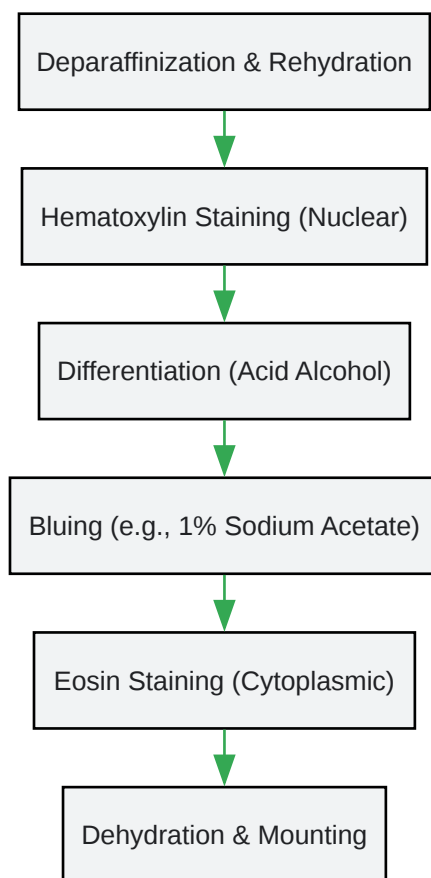 Deparaffinization & Rehydration
Hematoxylin Staining (Nuclear)
Differentiation (Acid Alcohol)
Bluing (e.g., 1% Sodium Acetate)
Eosin Staining (Cytoplasmic)
Dehydration & Mounting